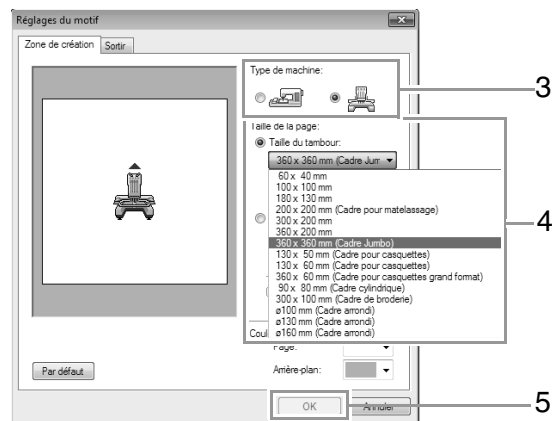 Réglages du motif
Zone de création
Sortir
Type de machine:
3
Taille de la page:
Taille du tambour:
360 x 360 mm (Cadre Jum
60 x 40 mm
100 x 100 mm
180 x 130 mm
200 x 200 mm (Cadre pour matelassage)
300 x 200 mm
360 x 200 mm
360 x 360 mm (Cadre Jumbo)
130 x 50 mm (Cadre pour casquettes)
130 x 60 mm (Cadre pour casquettes)
360 x 60 mm (Cadre pour casquettes grand format)
90 x 80 mm (Cadre cylindrique)
300 x 100 mm (Cadre de broderie)
ø100 mm (Cadre arrondi)
ø130 mm (Cadre arrondi)
ø160 mm (Cadre arrondi)
4
Coul
Page:
Par défaut
Arrière-plan:
OK
Annuler
5